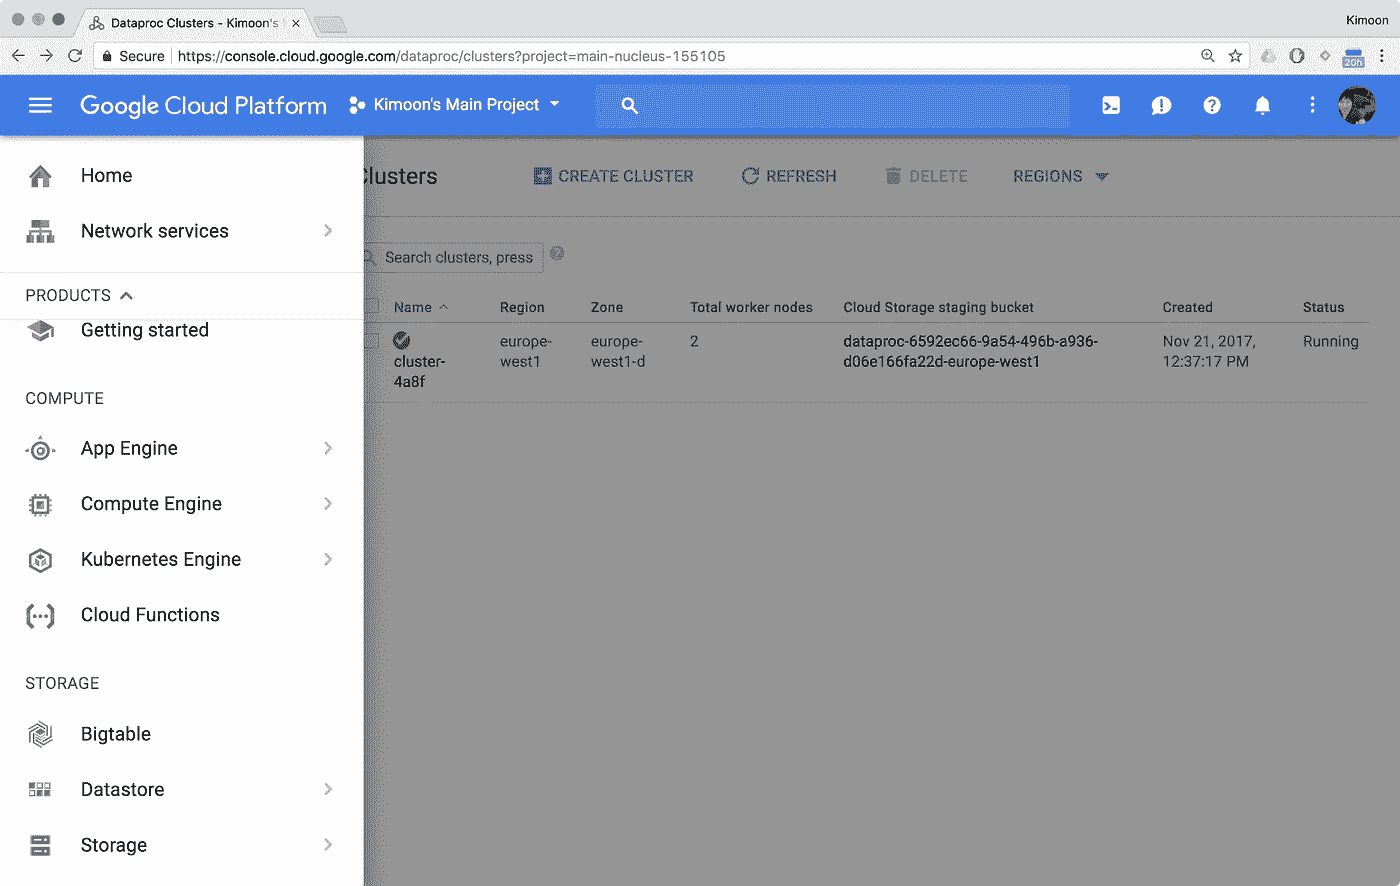 Dataproc Clusters - Kimoon's
Kimoon
Secure
https://console.cloud.google.com/dataproc/clusters?project=main-nucleus-155105
20h
Google Cloud Platform
Kimoon's Main Project
Home
Network services
PRODUCTS
Getting started
COMPUTE
App Engine
Compute Engine
Kubernetes Engine
Cloud Functions
STORAGE
Bigtable
Datastore
Storage
Clusters
CREATE CLUSTER
REFRESH
DELETE
REGIONS
Search clusters, press
Name
Region
Zone
Total worker nodes
Cloud Storage staging bucket
Created
Status
cluster-
4a8f
europe-
west1
europe-
west1-d
2
dataproc-6592ec66-9a54-496b-a936-
d06e166fa22d-europe-west1
Nov 21, 2017,
12:37:17 PM
Running